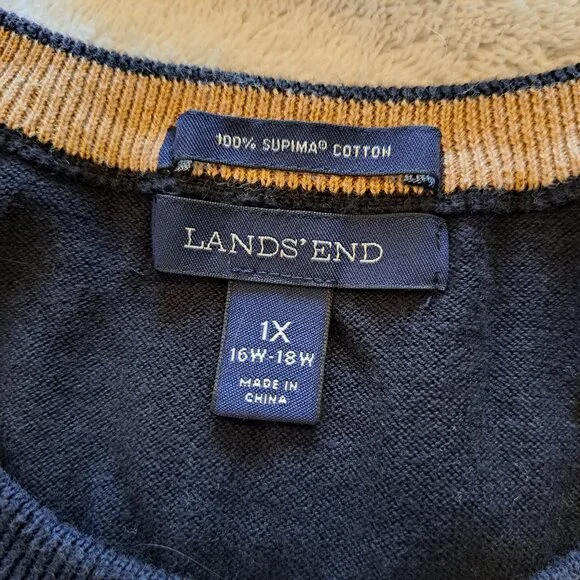 100% SUPIMA® COTTON
LANDS' END
1X
16W-18W
MADE IN
CHINA